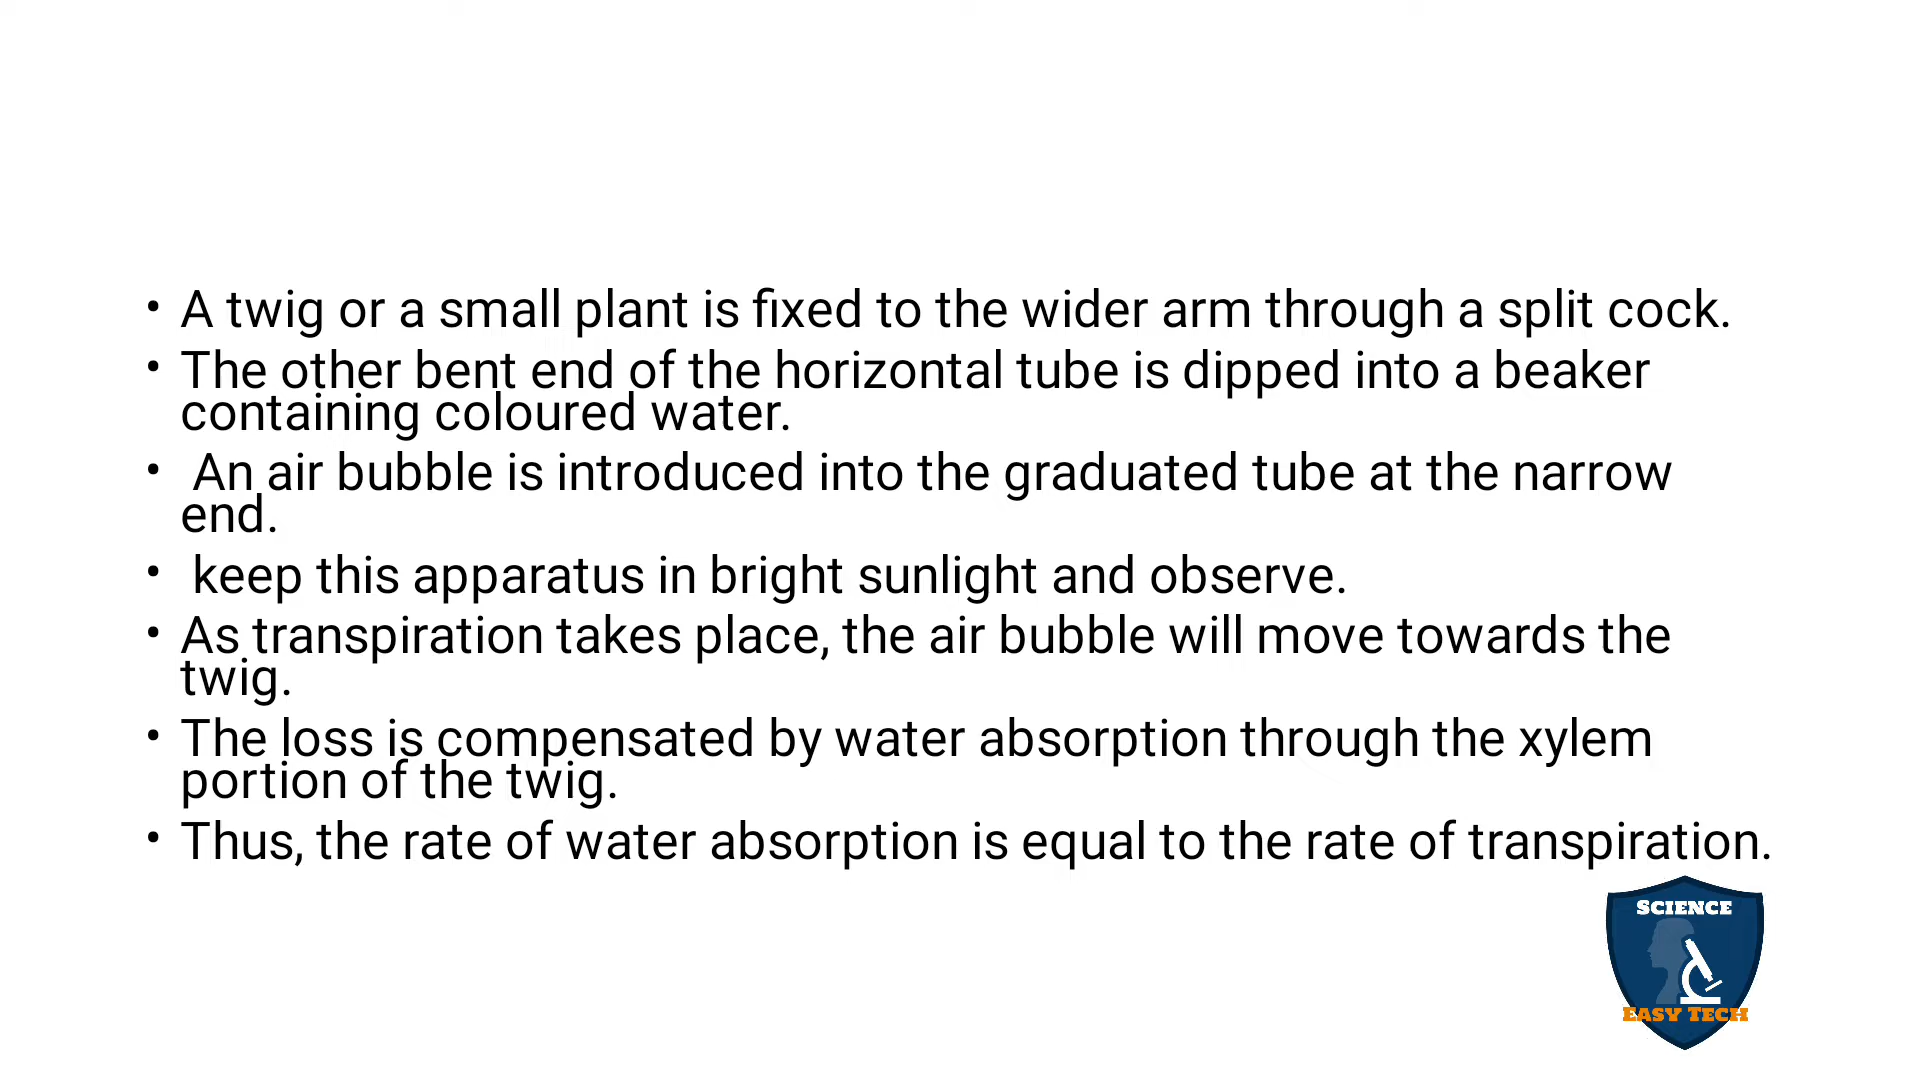 • A twig or a small plant is fixed to the wider arm through a split cock.
• The other bent end of the horizontal tube is dipped into a beaker
containing coloured water.
• An air bubble is introduced into the graduated tube at the narrow
end.
• keep this apparatus in bright sunlight and observe.
• As transpiration takes place, the air bubble will move towards the
twig.
• The loss is compensated by water absorption through the xylem
portion of the twig.
• Thus, the rate of water absorption is equal to the rate of transpiration.
SCIENCE
EASY TECH